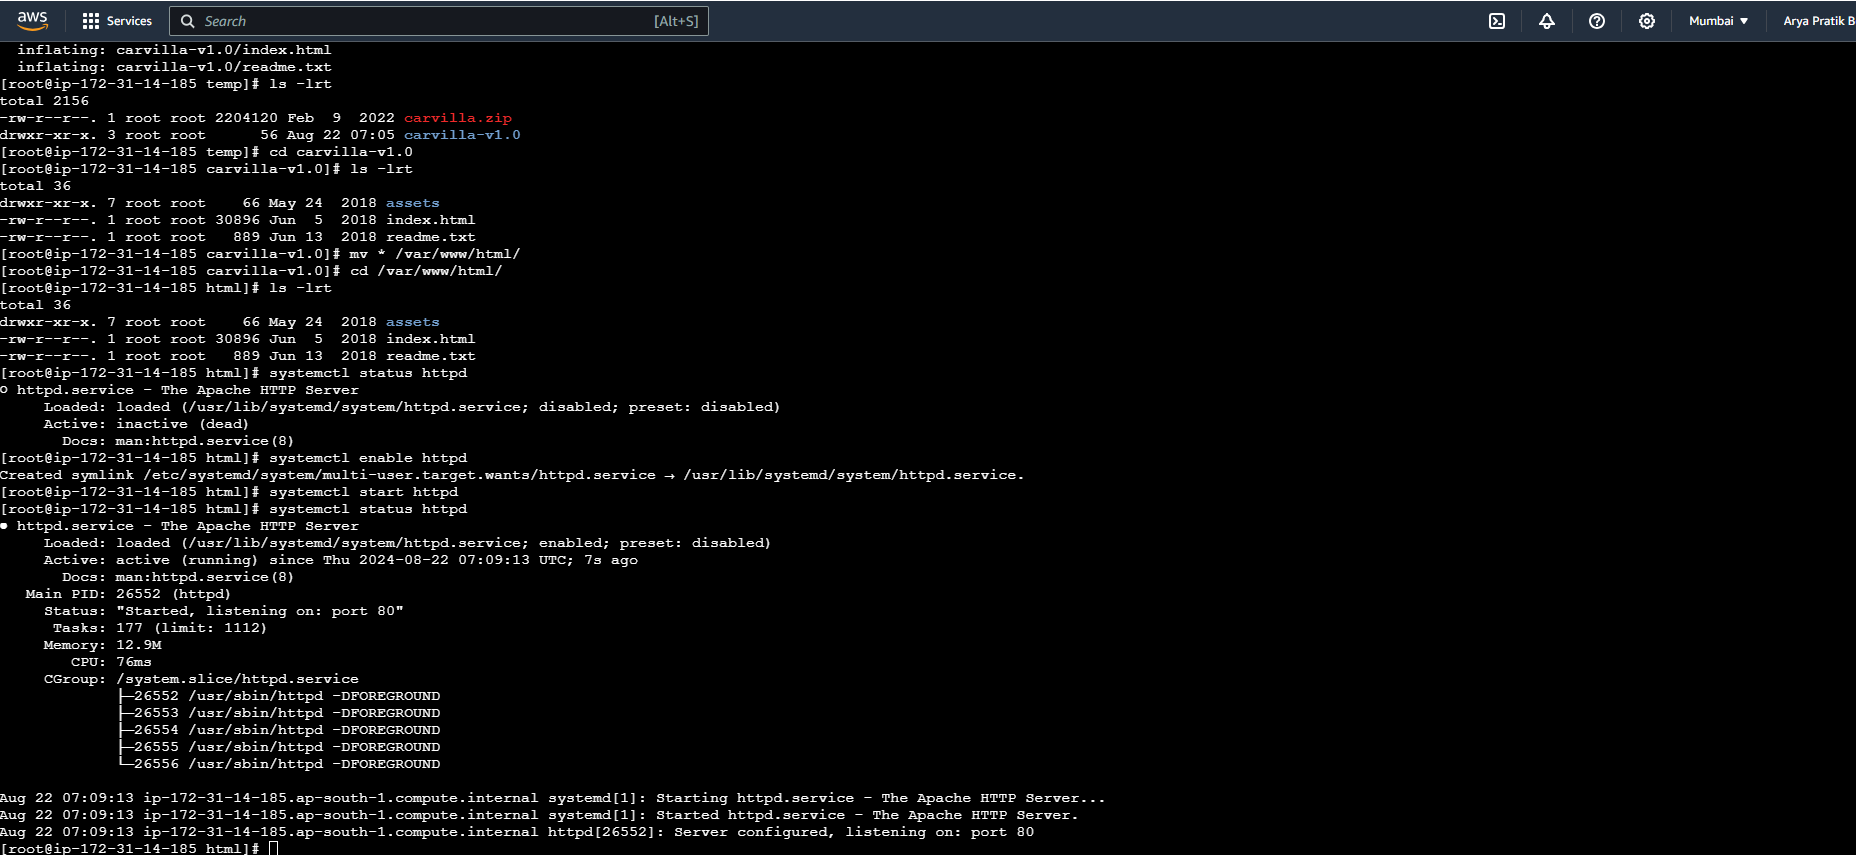 aws Services Search [Alt+S] Mumbai ▼ Arya Pratik B
inflating: carvilla-v1.0/index.html
inflating: carvilla-v1.0/readme.txt
[root@ip-172-31-14-185 temp]# ls -lrt
total 2156
-rw-r--r--. 1 root root 2204120 Feb  9  2022 carvilla.zip
drwxr-xr-x. 3 root root      56 Aug 22 07:05 carvilla-v1.0
[root@ip-172-31-14-185 temp]# cd carvilla-v1.0
[root@ip-172-31-14-185 carvilla-v1.0]# ls -lrt
total 36
drwxr-xr-x. 7 root root    66 May 24  2018 assets
-rw-r--r--. 1 root root 30896 Jun  5  2018 index.html
-rw-r--r--. 1 root root   889 Jun 13  2018 readme.txt
[root@ip-172-31-14-185 carvilla-v1.0]# mv * /var/www/html/
[root@ip-172-31-14-185 carvilla-v1.0]# cd /var/www/html/
[root@ip-172-31-14-185 html]# ls -lrt
total 36
drwxr-xr-x. 7 root root    66 May 24  2018 assets
-rw-r--r--. 1 root root 30896 Jun  5  2018 index.html
-rw-r--r--. 1 root root   889 Jun 13  2018 readme.txt
[root@ip-172-31-14-185 html]# systemctl status httpd
○ httpd.service - The Apache HTTP Server
Loaded: loaded (/usr/lib/systemd/system/httpd.service; disabled; preset: disabled)
Active: inactive (dead)
Docs: man:httpd.service(8)
[root@ip-172-31-14-185 html]# systemctl enable httpd
Created symlink /etc/systemd/system/multi-user.target.wants/httpd.service → /usr/lib/systemd/system/httpd.service.
[root@ip-172-31-14-185 html]# systemctl start httpd
[root@ip-172-31-14-185 html]# systemctl status httpd
● httpd.service - The Apache HTTP Server
Loaded: loaded (/usr/lib/systemd/system/httpd.service; enabled; preset: disabled)
Active: active (running) since Thu 2024-08-22 07:09:13 UTC; 7s ago
Docs: man:httpd.service(8)
Main PID: 26552 (httpd)
Status: "Started, listening on: port 80"
Tasks: 177 (limit: 1112)
Memory: 12.9M
CPU: 76ms
CGroup: /system.slice/httpd.service
├─26552 /usr/sbin/httpd -DFOREGROUND
├─26553 /usr/sbin/httpd -DFOREGROUND
├─26554 /usr/sbin/httpd -DFOREGROUND
├─26555 /usr/sbin/httpd -DFOREGROUND
└─26556 /usr/sbin/httpd -DFOREGROUND
Aug 22 07:09:13 ip-172-31-14-185.ap-south-1.compute.internal systemd[1]: Starting httpd.service - The Apache HTTP Server...
Aug 22 07:09:13 ip-172-31-14-185.ap-south-1.compute.internal systemd[1]: Started httpd.service - The Apache HTTP Server.
Aug 22 07:09:13 ip-172-31-14-185.ap-south-1.compute.internal httpd[26552]: Server configured, listening on: port 80
[root@ip-172-31-14-185 html]#